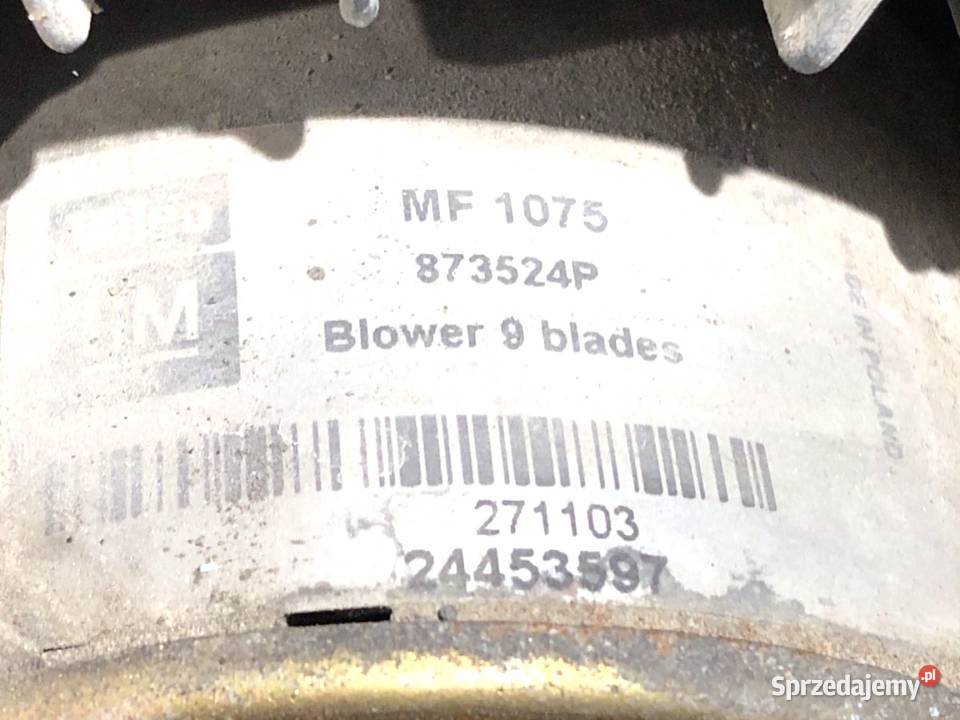 MF 1075
873524P
Blower 9 blades
M
DE IN POLAND
271103
24453597
Sprzedajemy.pl